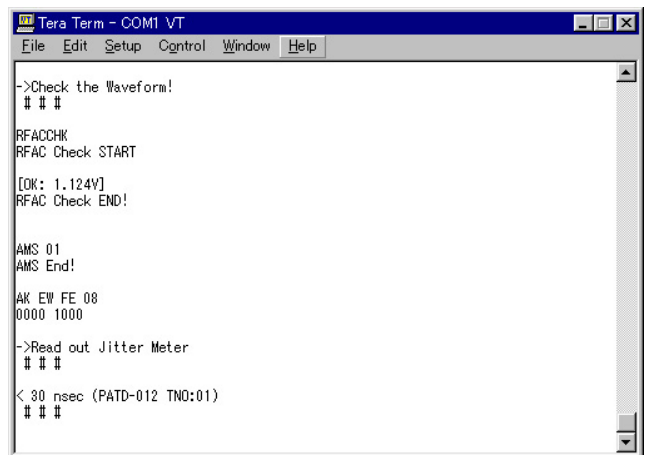 Tera Term - COM1 VT
File Edit Setup Control Window Help
->Check the Waveform!
# # #
RFACCHK
RFAC Check START
[OK: 1.124V]
RFAC Check END!
AMS 01
AMS End!
AK EW FE 08
0000 1000
->Read out Jitter Meter
# # #
< 30 nsec (PATD-012 TNO:01)
# # #